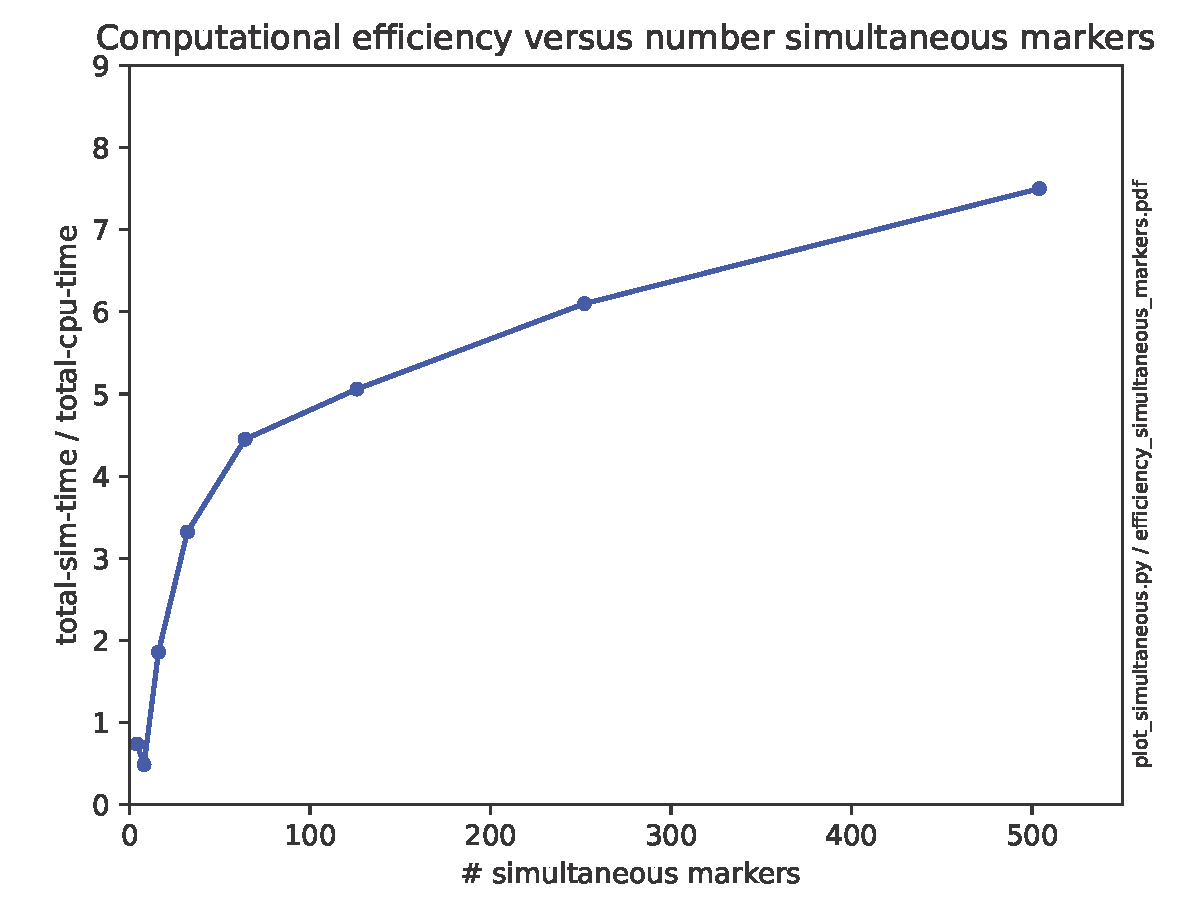 Computational efficiency versus number simultaneous markers
9
8
7
6
5
4
3
2
1
0
total-sim-time / total-cpu-time
0 100 200 300 400 500
# simultaneous markers
plot_simultaneous.py / efficiency_simultaneous_markers.pdf